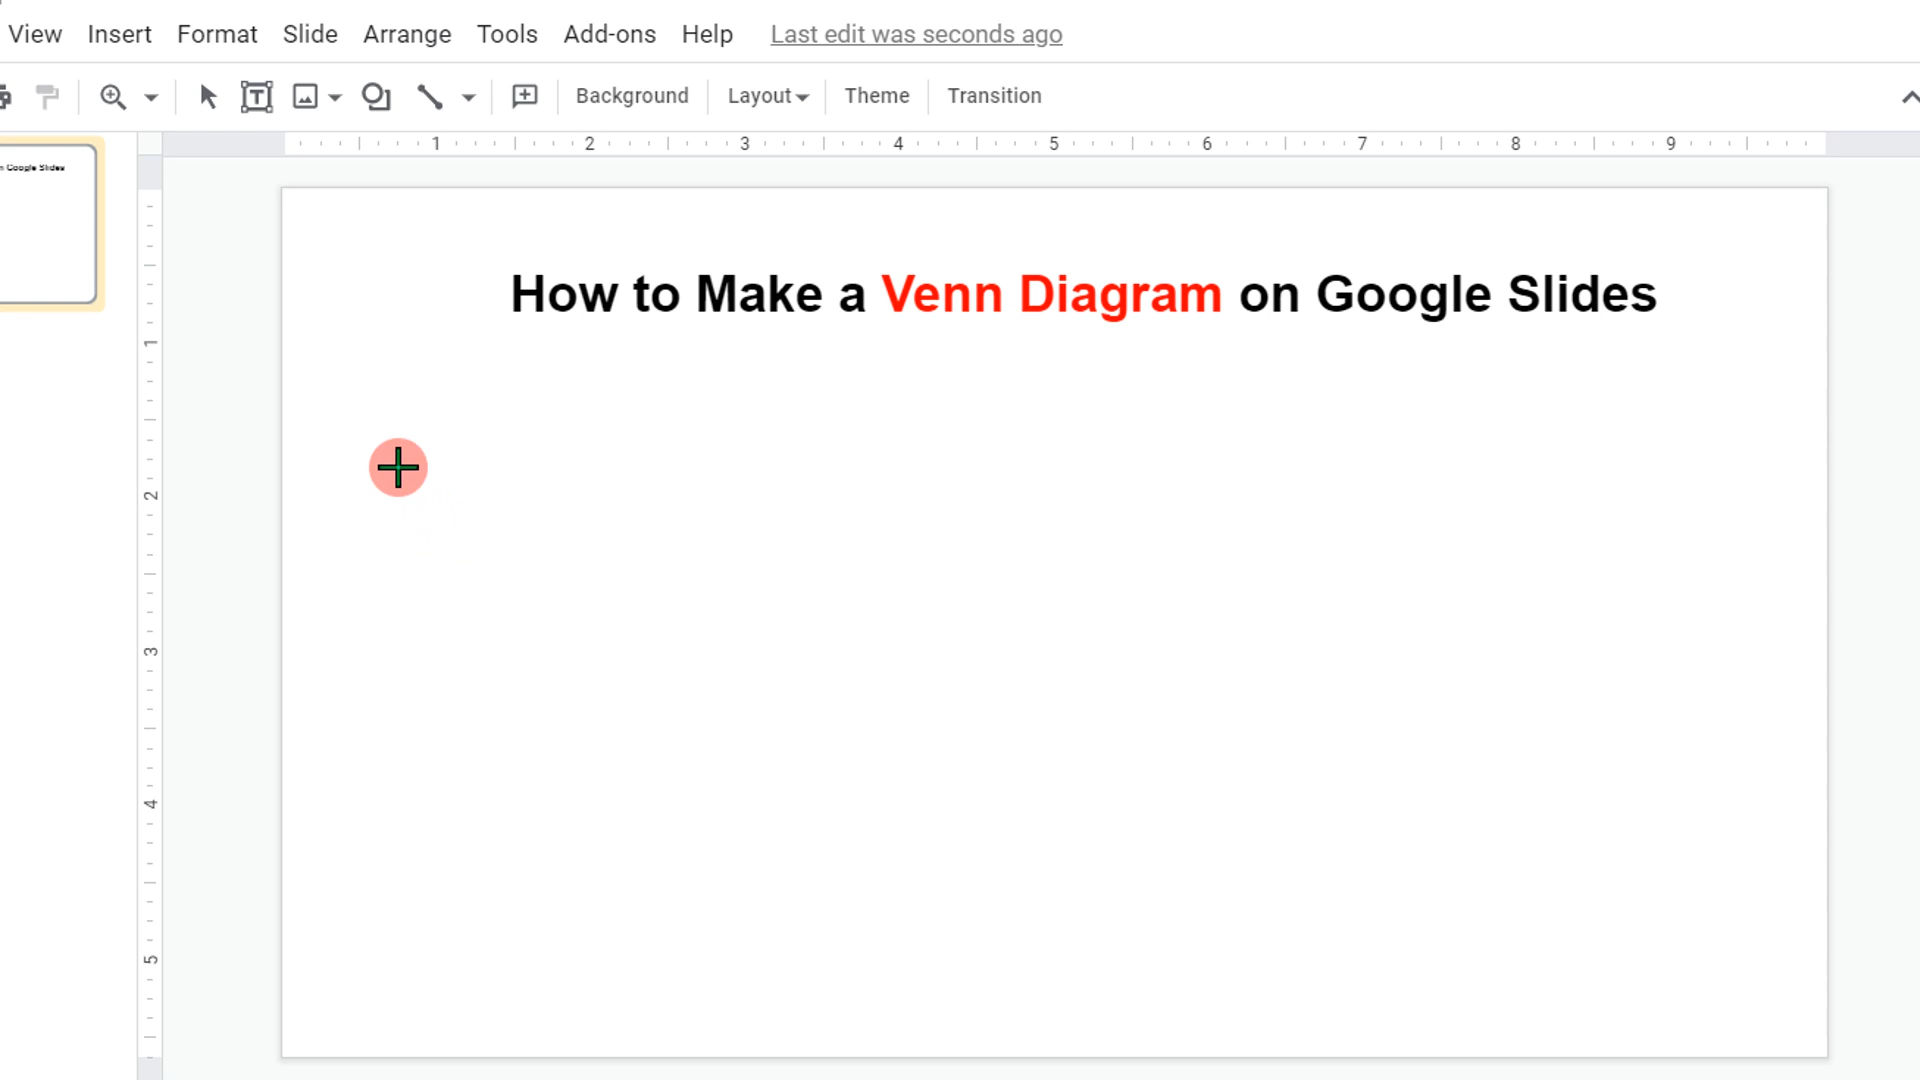 View Insert Format Slide Arrange Tools Add-ons Help Last edit was seconds ago
Background Layout Theme Transition
1 2 3 4 5 6 7 8 9
n Google Slides
How to Make a Venn Diagram on Google Slides
1
2
3
4
5